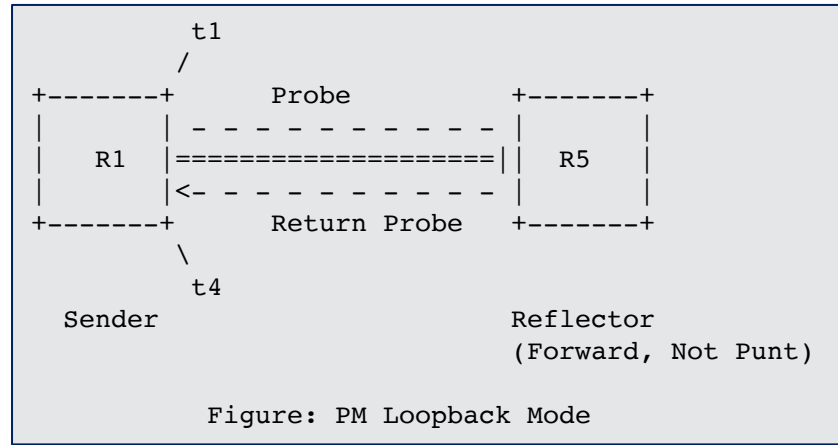 t1
/
+-------+ Probe +-------+
| | - - - - - - - - - - | |
| R1 |====================|| R5 |
| |<- - - - - - - - - - | |
+-------+ Return Probe +-------+
\
t4
Sender Reflector
(Forward, Not Punt)
Figure: PM Loopback Mode